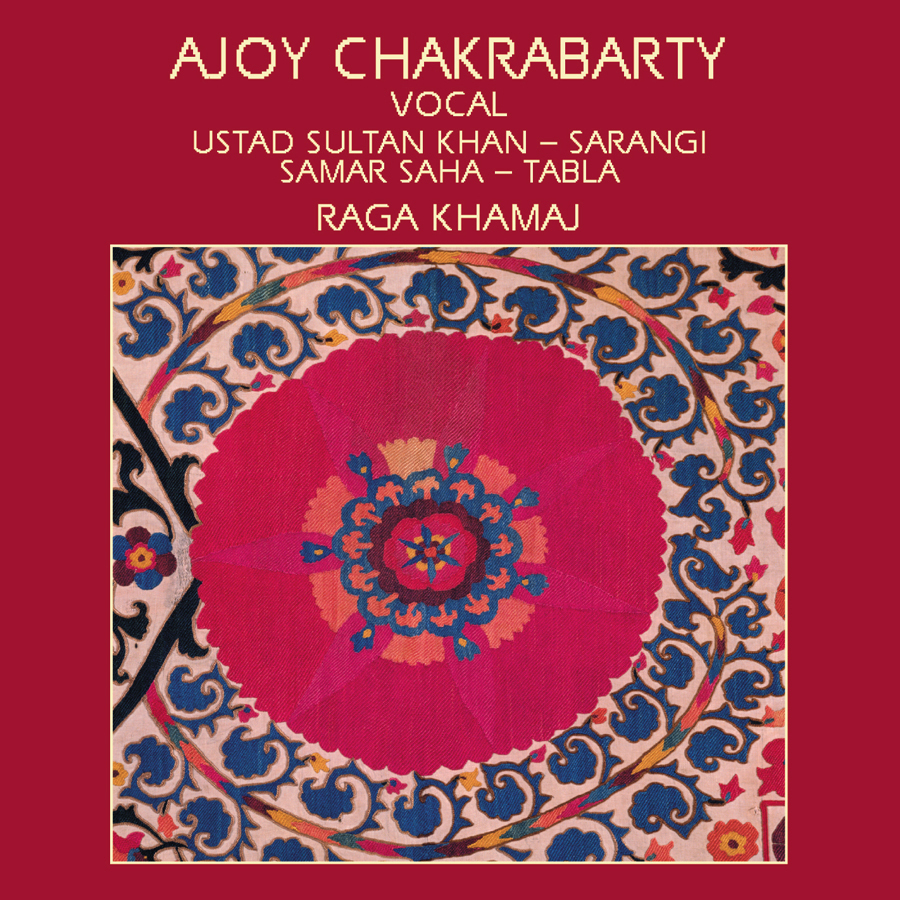 AJOY CHAKRABARTY
VOCAL
USTAD SULTAN KHAN – SARANGI
SAMAR SAHA – TABLA
RAGA KHAMAJ